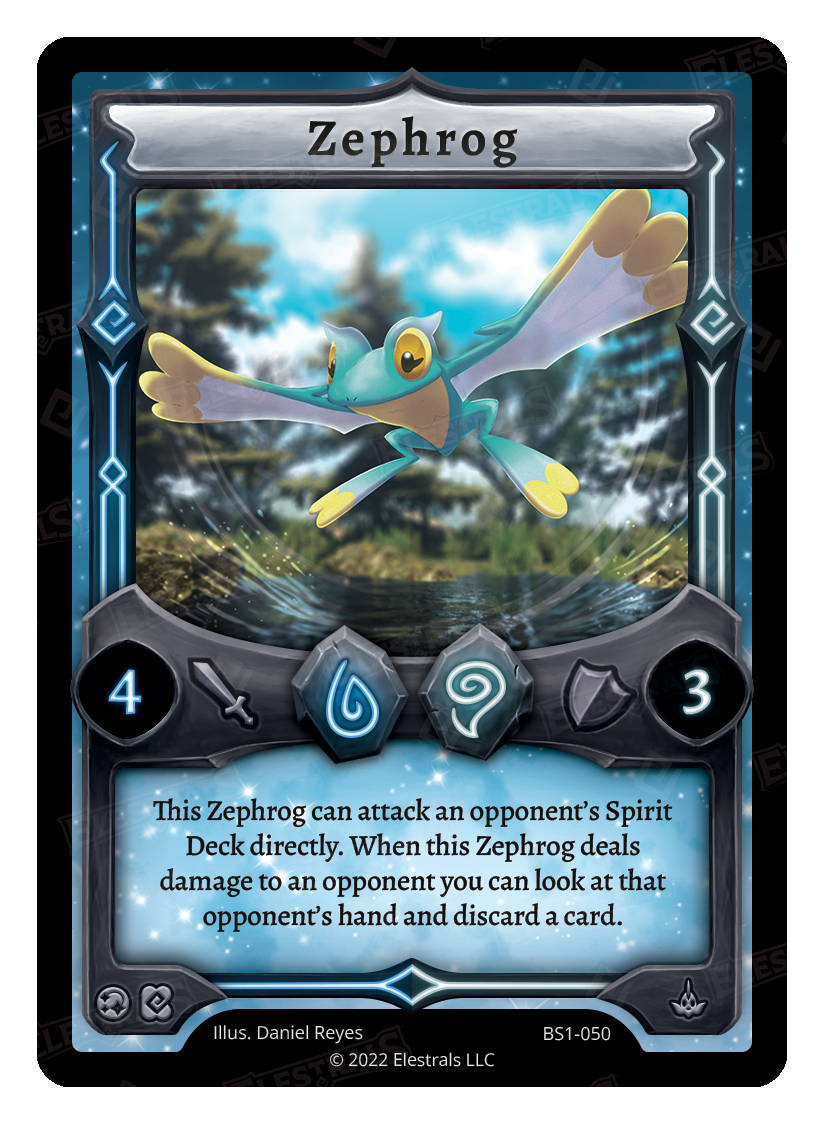 Zephrog
4
3
This Zephrog can attack an opponent's Spirit
Deck directly. When this Zephrog deals
damage to an opponent you can look at that
opponent's hand and discard a card.
Illus. Daniel Reyes
BS1-050
© 2022 Elestrals LLC
ELESTRALS